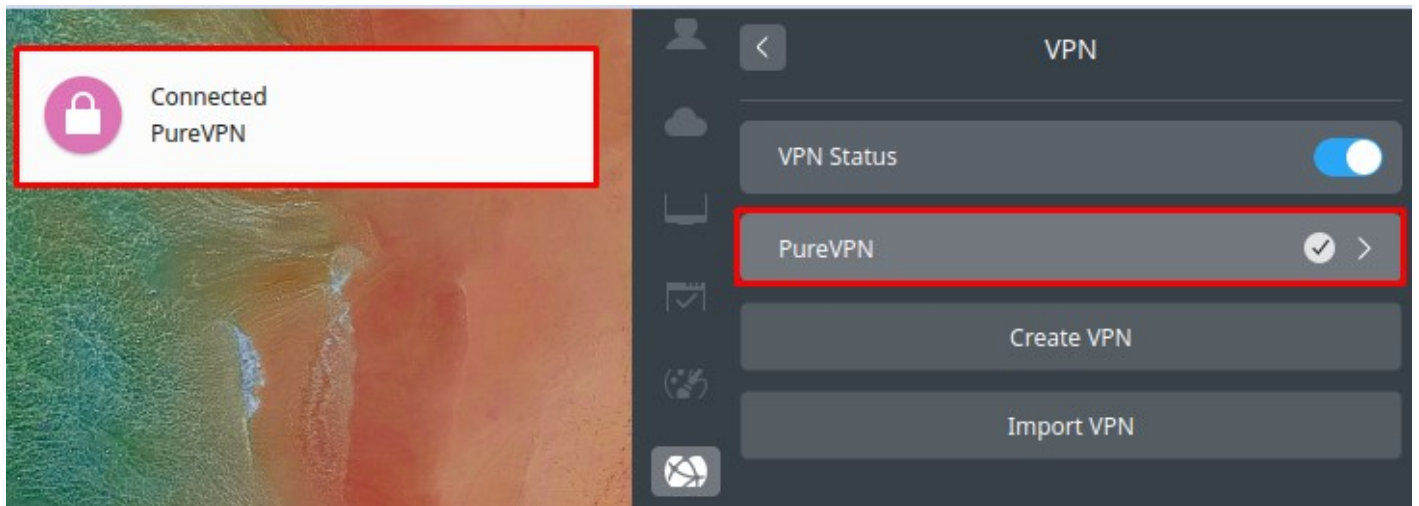 Connected
PureVPN
VPN
VPN Status
PureVPN
Create VPN
Import VPN